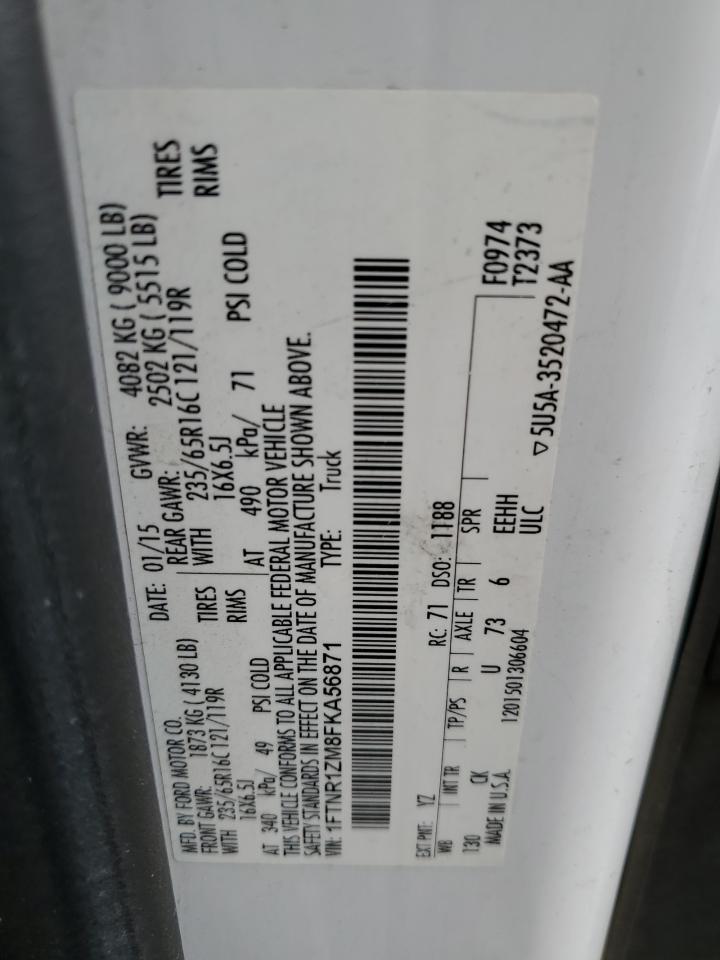 MFD. BY FORD MOTOR CO.
DATE: 01/15 GVWR: 4082 KG ( 9000 LB)
FRONT GAWR: 1873 KG ( 4130 LB) REAR GAWR: 2502 KG ( 5515 LB)
WITH 235/65R16C 121/119R TIRES WITH 235/65R16C 121/119R TIRES
16X6.5J RIMS 16X6.5J RIMS
AT 340 kPa/ 49 PSI COLD AT 490 kPa/ 71 PSI COLD
THIS VEHICLE CONFORMS TO ALL APPLICABLE FEDERAL MOTOR VEHICLE
SAFETY STANDARDS IN EFFECT ON THE DATE OF MANUFACTURE SHOWN ABOVE.
VIN: 1FTNR1ZM8FKA56871 TYPE: Truck
F0974
T2373
EXT PNT: YZ RC: 71 DSO: 1188
WB INT TR TP/PS R AXLE TR SPR
130 CK U 73 6 EEHH
MADE IN U.S.A. 1201501306604 ULC
▽5U5A-3520472-AA